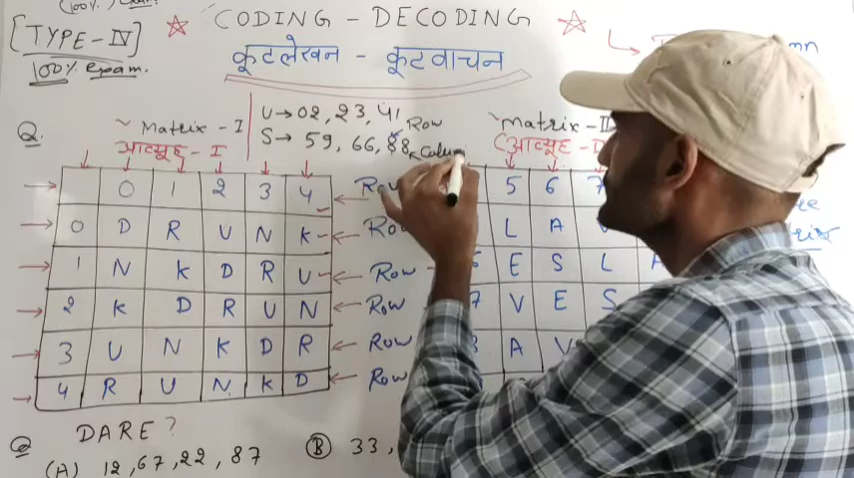 (100%.) Exam.
[TYPE-IV]
100% exam.
CODING - DECODING
कूटलेखन - कूटवाचन
Q.
~ Matrix - I
आव्यूह - I
U → 02, 23, 41
S → 59, 66, 88
Row
~ Matrix - II
(आव्यूह -
0 1 2 3 4 Row
0 D R U N K Row
1 N K D R U Row
2 K D R U N Row
3 U N K D R Row
4 R U N K D Row
5 6 7
L A
E S L
V E S
A V
Q DARE?
(A) 12, 67, 22, 87
(B) 33,